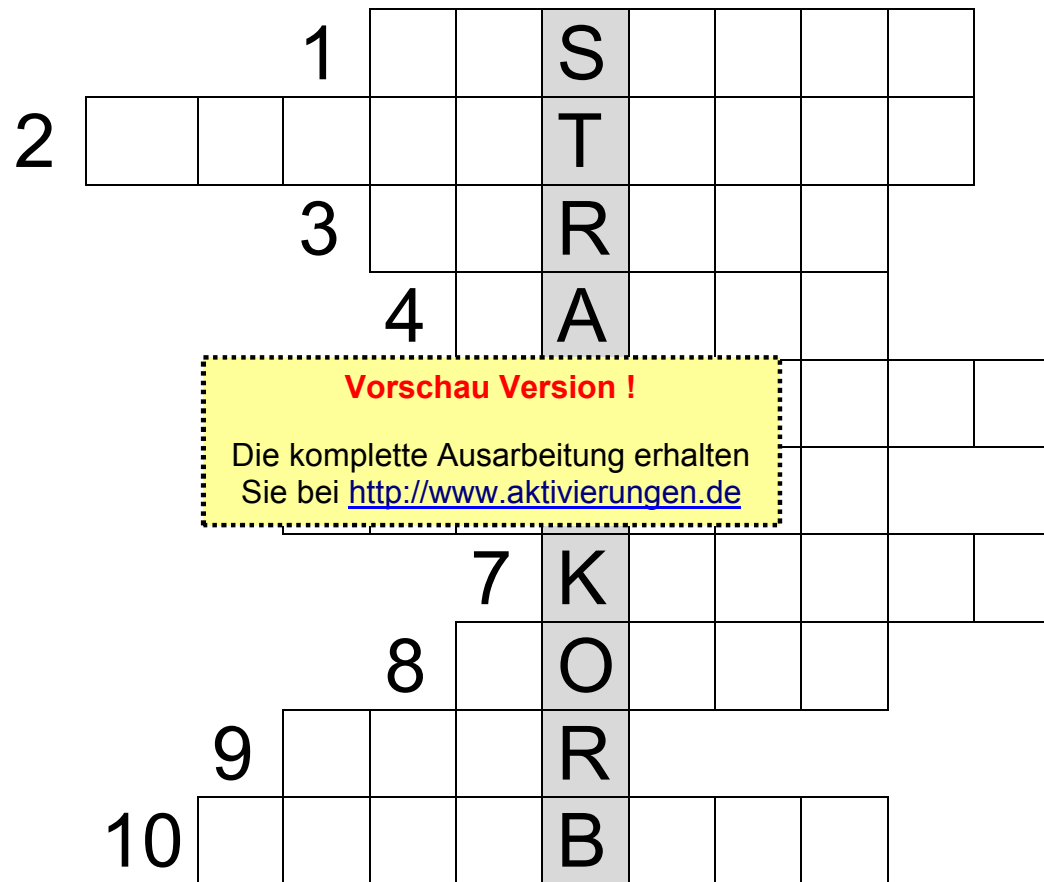 1 S
2 T
3 R
4 A
Vorschau Version !
Die komplette Ausarbeitung erhalten
Sie bei http://www.aktivierungen.de
7 K
8 O
9 R
10 B